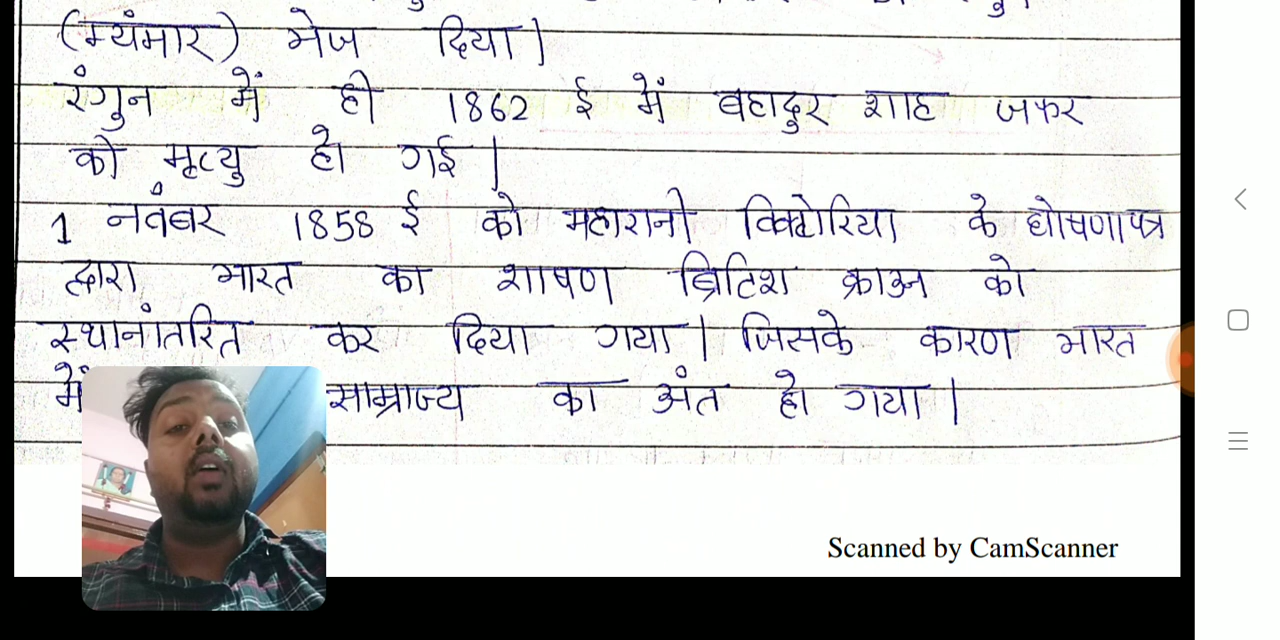 (म्यंमार) भेज दिया|
रंगुन में ही 1862 ई में बहादुर शाह जफर
की मृत्यु हो गई|
1 नवंबर 1858 ई को महारानी विक्टोरिया के घोषणापत्र
द्वारा भारत का शाषण ब्रिटिश क्राउन को
स्थानांतरित कर दिया गया| जिसके कारण भारत
में साम्राज्य का अंत हो गया|
Scanned by CamScanner